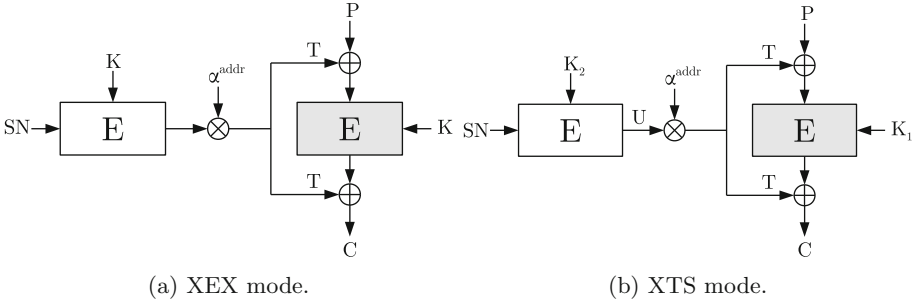 P
T
K
α^addr
SN
E
E
K
T
C
(a) XEX mode.
P
T
K₂
α^addr
SN
E
U
E
K₁
T
C
(b) XTS mode.